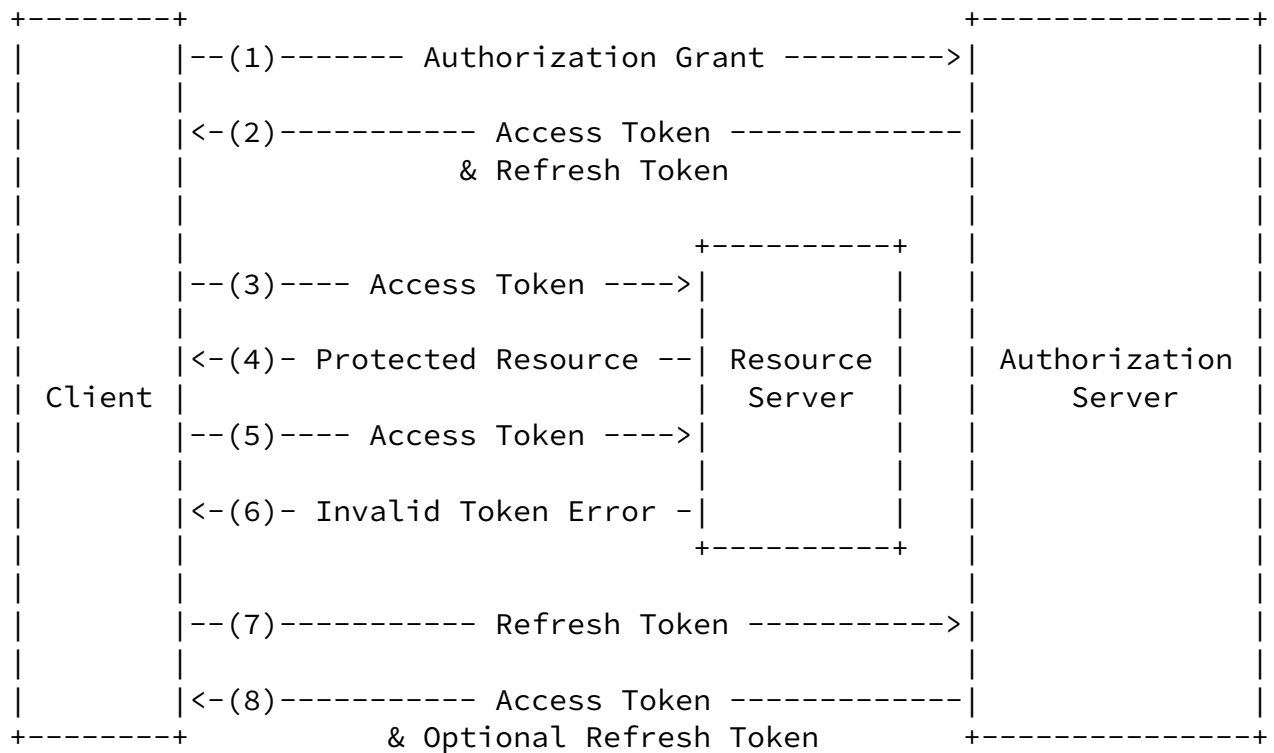 +--------+                                           +---------------+
|        |--(1)------- Authorization Grant --------->|               |
|        |                                           |               |
|        |<-(2)----------- Access Token -------------|               |
|        |               & Refresh Token             |               |
|        |                                           |               |
|        |                            +----------+   |               |
|        |--(3)---- Access Token ---->|          |   |               |
|        |                            |          |   |               |
|        |<-(4)- Protected Resource --| Resource |   | Authorization |
| Client |                            |  Server  |   |     Server    |
|        |--(5)---- Access Token ---->|          |   |               |
|        |                            |          |   |               |
|        |<-(6)- Invalid Token Error -|          |   |               |
|        |                            +----------+   |               |
|        |                                           |               |
|        |--(7)----------- Refresh Token ----------->|               |
|        |                                           |               |
|        |<-(8)----------- Access Token -------------|               |
+--------+           & Optional Refresh Token        +---------------+